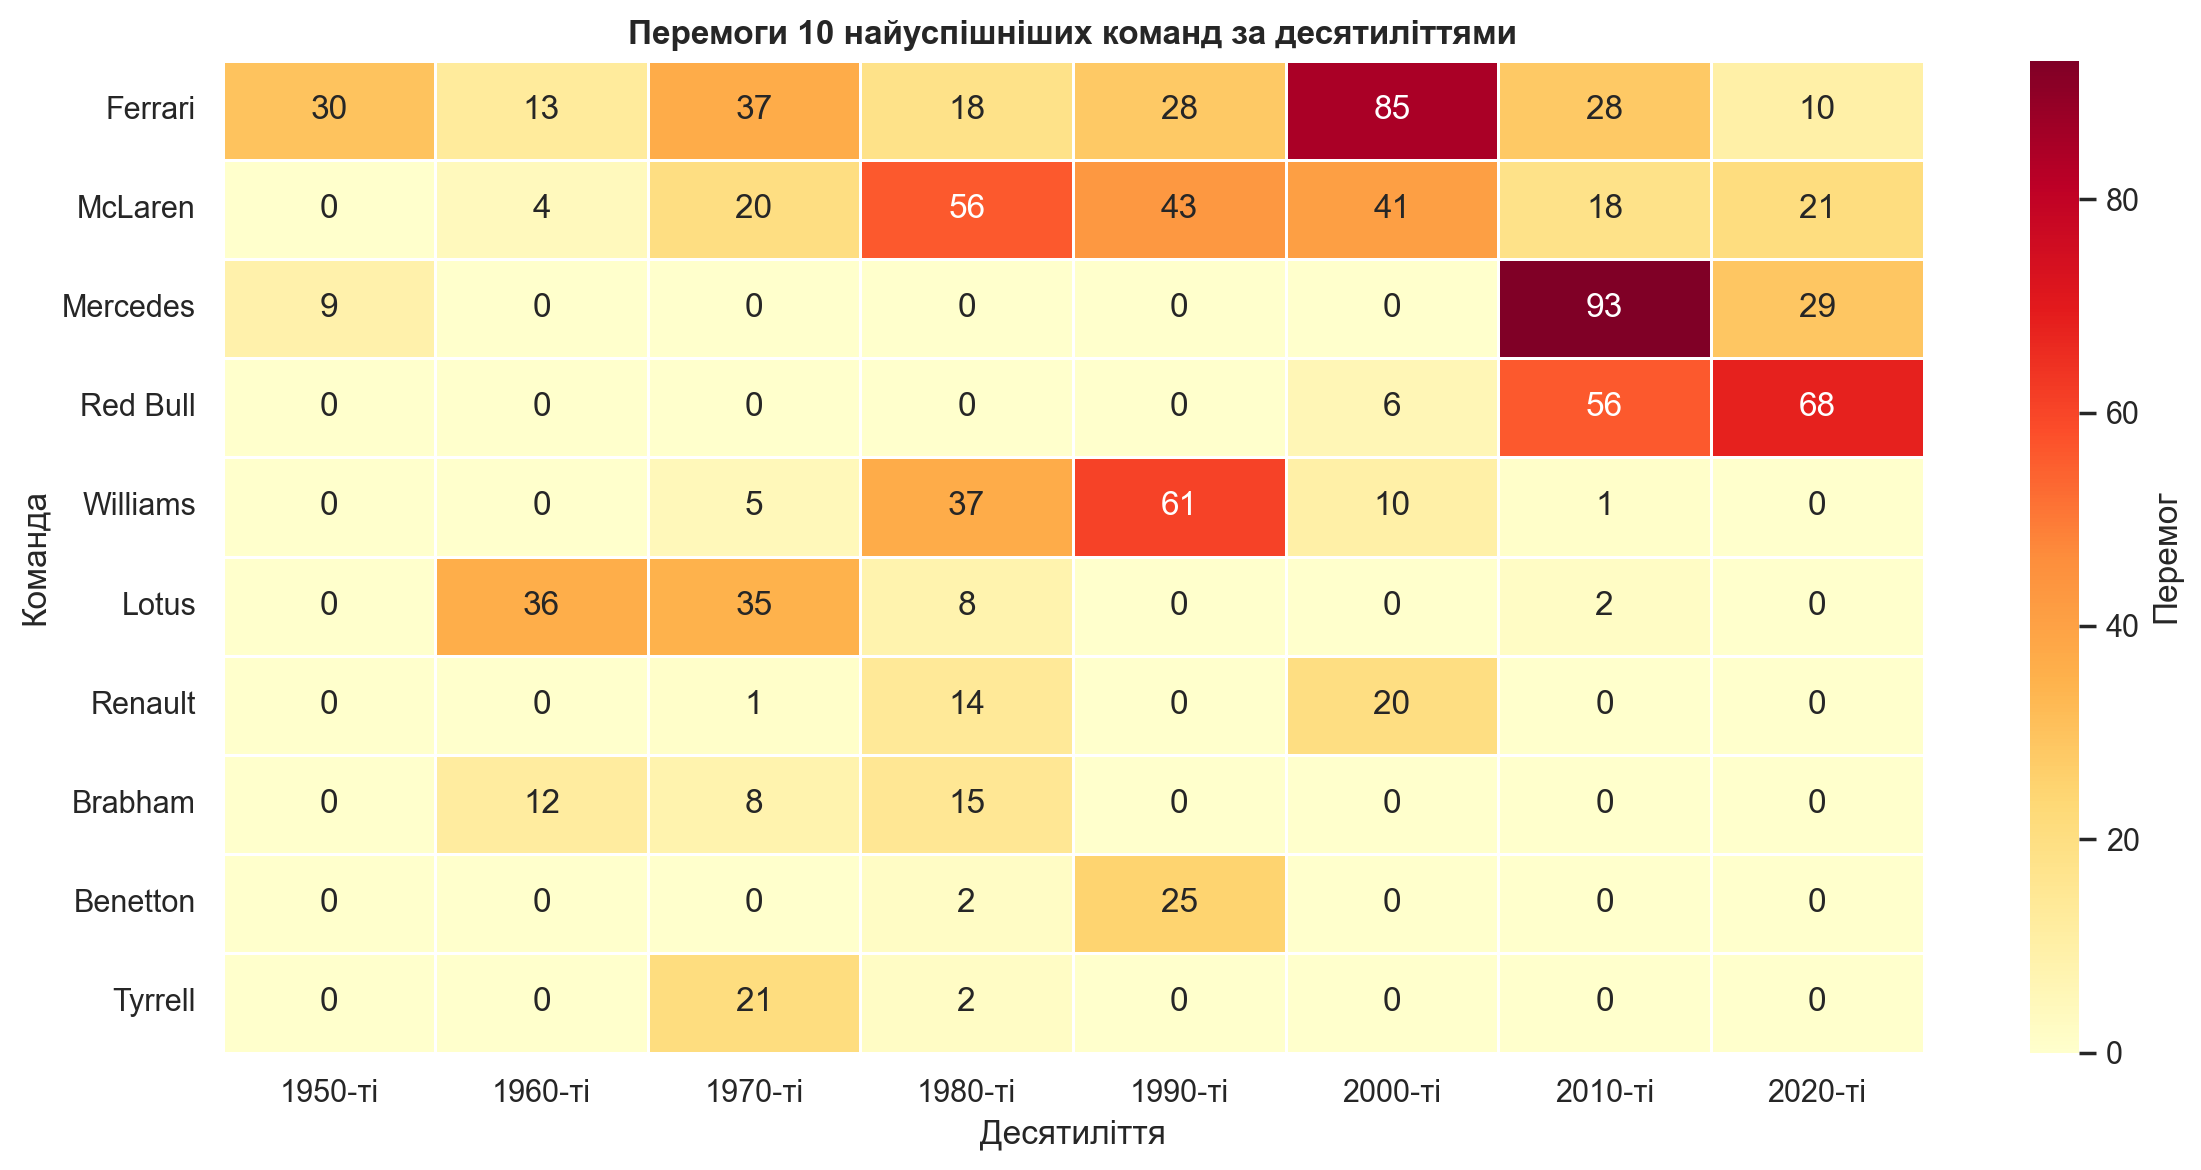 Перемоги 10 найуспішніших команд за десятиліттями
Команда
Ferrari 30 13 37 18 28 85 28 10
McLaren 0 4 20 56 43 41 18 21
Mercedes 9 0 0 0 0 0 93 29
Red Bull 0 0 0 0 0 6 56 68
Williams 0 0 5 37 61 10 1 0
Lotus 0 36 35 8 0 0 2 0
Renault 0 0 1 14 0 20 0 0
Brabham 0 12 8 15 0 0 0 0
Benetton 0 0 0 2 25 0 0 0
Tyrrell 0 0 21 2 0 0 0 0
1950-ті 1960-ті 1970-ті 1980-ті 1990-ті 2000-ті 2010-ті 2020-ті
Десятиліття
80
60
40
20
0
Перемог